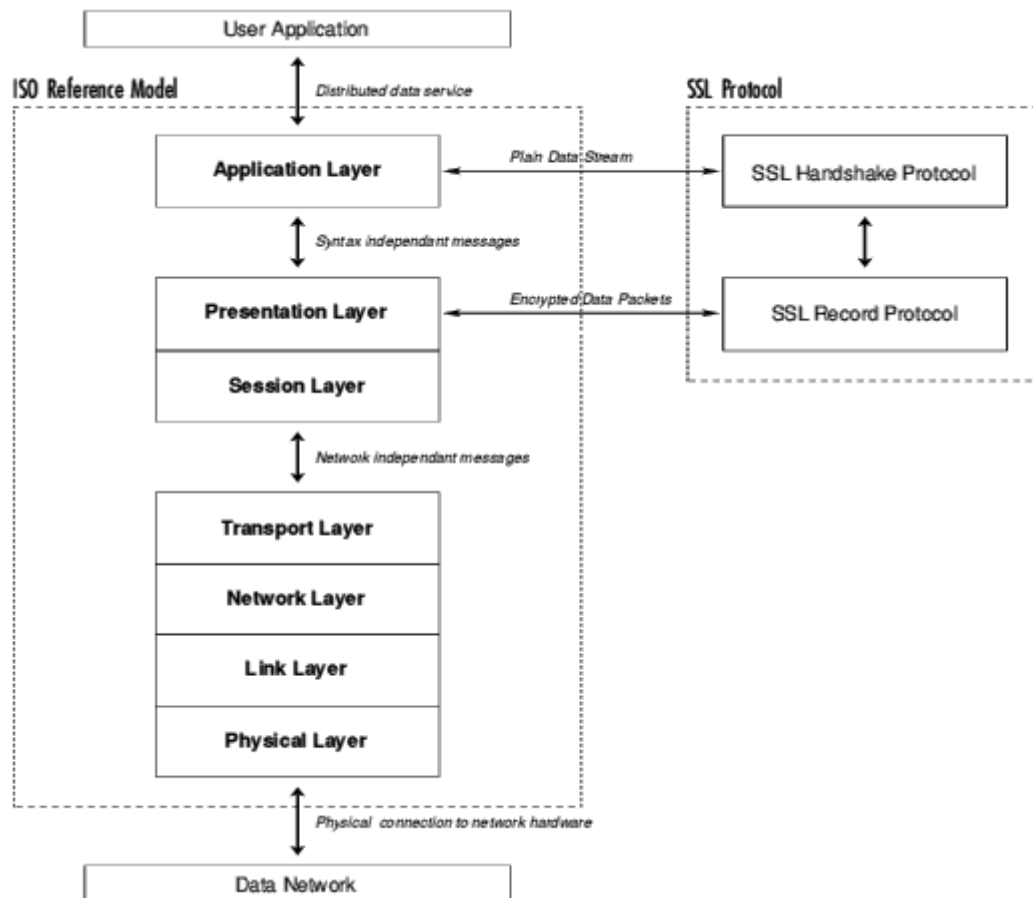 User Application
ISO Reference Model
Distributed data service
SSL Protocol
Application Layer
Plain Data Stream
SSL Handshake Protocol
Syntax independant messages
Presentation Layer
Encrypted Data Packets
SSL Record Protocol
Session Layer
Network independant messages
Transport Layer
Network Layer
Link Layer
Physical Layer
Physical connection to network hardware
Data Network